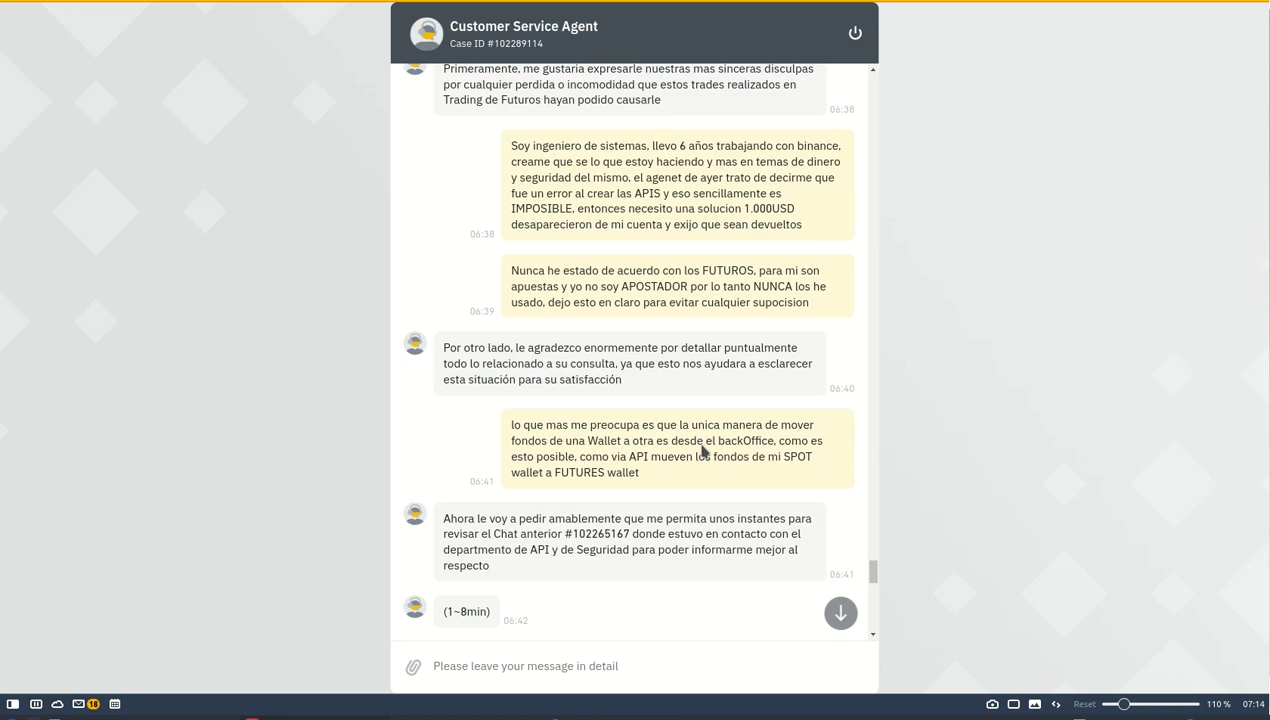 Customer Service Agent
Case ID #102289114
Primeramente, me gustaria expresarle nuestras mas sinceras disculpas
por cualquier perdida o incomodidad que estos trades realizados en
Trading de Futuros hayan podido causarle
06:38
Soy ingeniero de sistemas, llevo 6 años trabajando con binance,
creame que se lo que estoy haciendo y mas en temas de dinero
y seguridad del mismo, el agenet de ayer trato de decirme que
fue un error al crear las APIS y eso sencillamente es
IMPOSIBLE, entonces necesito una solucion 1.000USD
desaparecieron de mi cuenta y exijo que sean devueltos
06:38
Nunca he estado de acuerdo con los FUTUROS, para mi son
apuestas y yo no soy APOSTADOR por lo tanto NUNCA los he
usado, dejo esto en claro para evitar cualquier supocision
06:39
Por otro lado, le agradezco enormemente por detallar puntualmente
todo lo relacionado a su consulta, ya que esto nos ayudara a esclarecer
esta situación para su satisfacción
06:40
lo que mas me preocupa es que la unica manera de mover
fondos de una Wallet a otra es desde el backOffice, como es
esto posible, como via API mueven los fondos de mi SPOT
wallet a FUTURES wallet
06:41
Ahora le voy a pedir amablemente que me permita unos instantes para
revisar el Chat anterior #102265167 donde estuvo en contacto con el
departmento de API y de Seguridad para poder informarme mejor al
respecto
06:41
(1~8min)
06:42
Please leave your message in detail
18
Reset
110 %
07:14